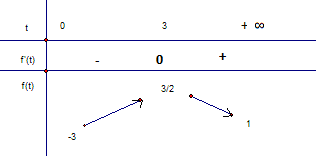 t 0 3 + ∞
f'(t) - 0 +
f(t) 3/2
-3 1